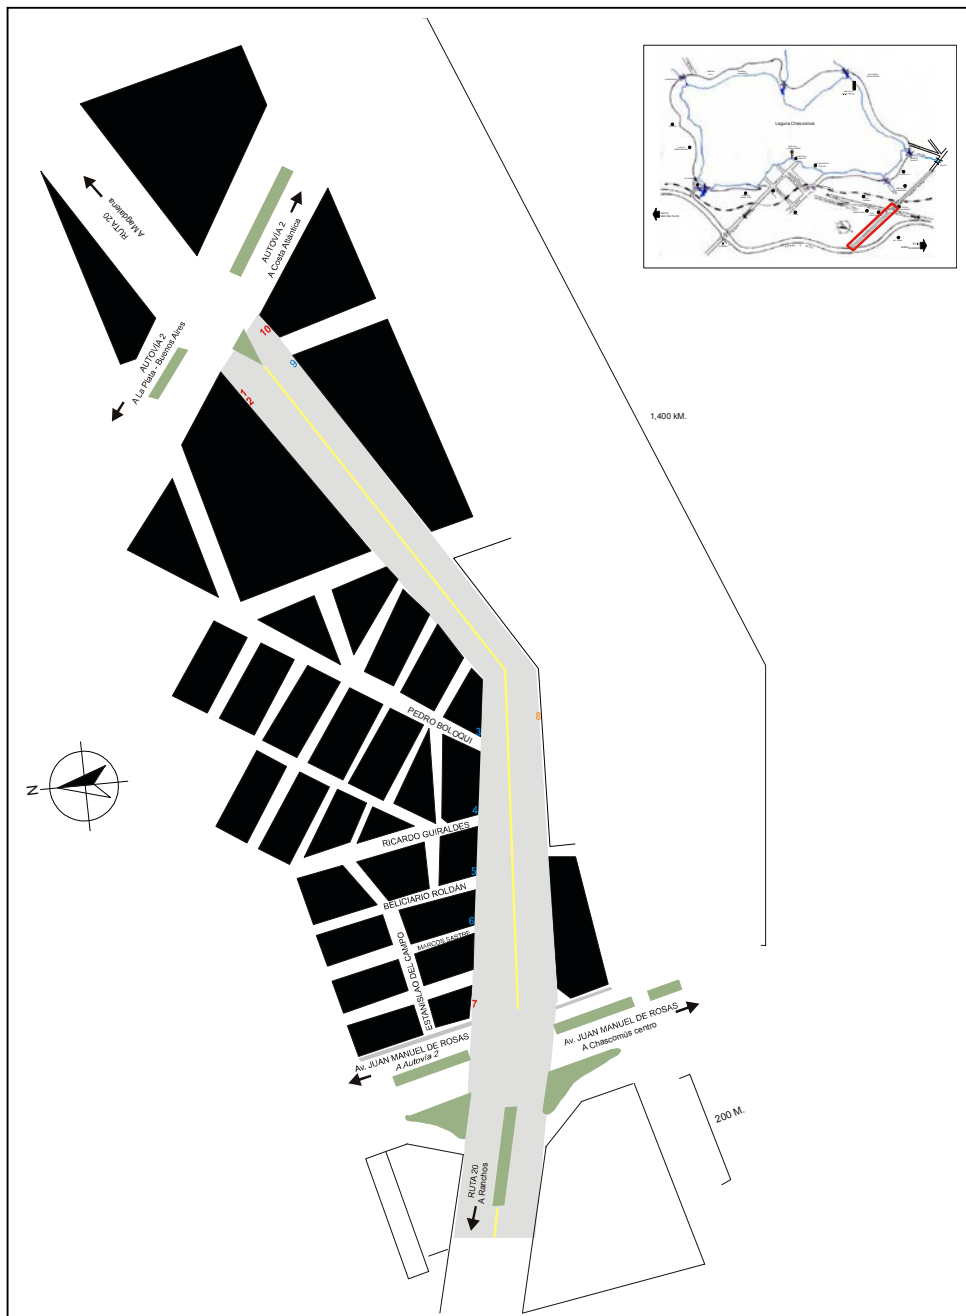 Laguna Chascomus
RUTA 20
A Magdalena
AUTOVÍA 2
A Costa Atlántica
AUTOVÍA 2
A La Plata - Buenos Aires
10
9
1
2
1,400 kM.
PEDRO BOLOQUI
8
3
N
4
RICARDO GUIRALDES
5
BELICIARIO ROLDÁN
6
MARCOS SASTRE
ESTANISLAO DEL CAMPO
7
Av. JUAN MANUEL DE ROSAS
A Chascomús centro
Av. JUAN MANUEL DE ROSAS
A Autovía 2
200 M.
RUTA 20
A Ranchos